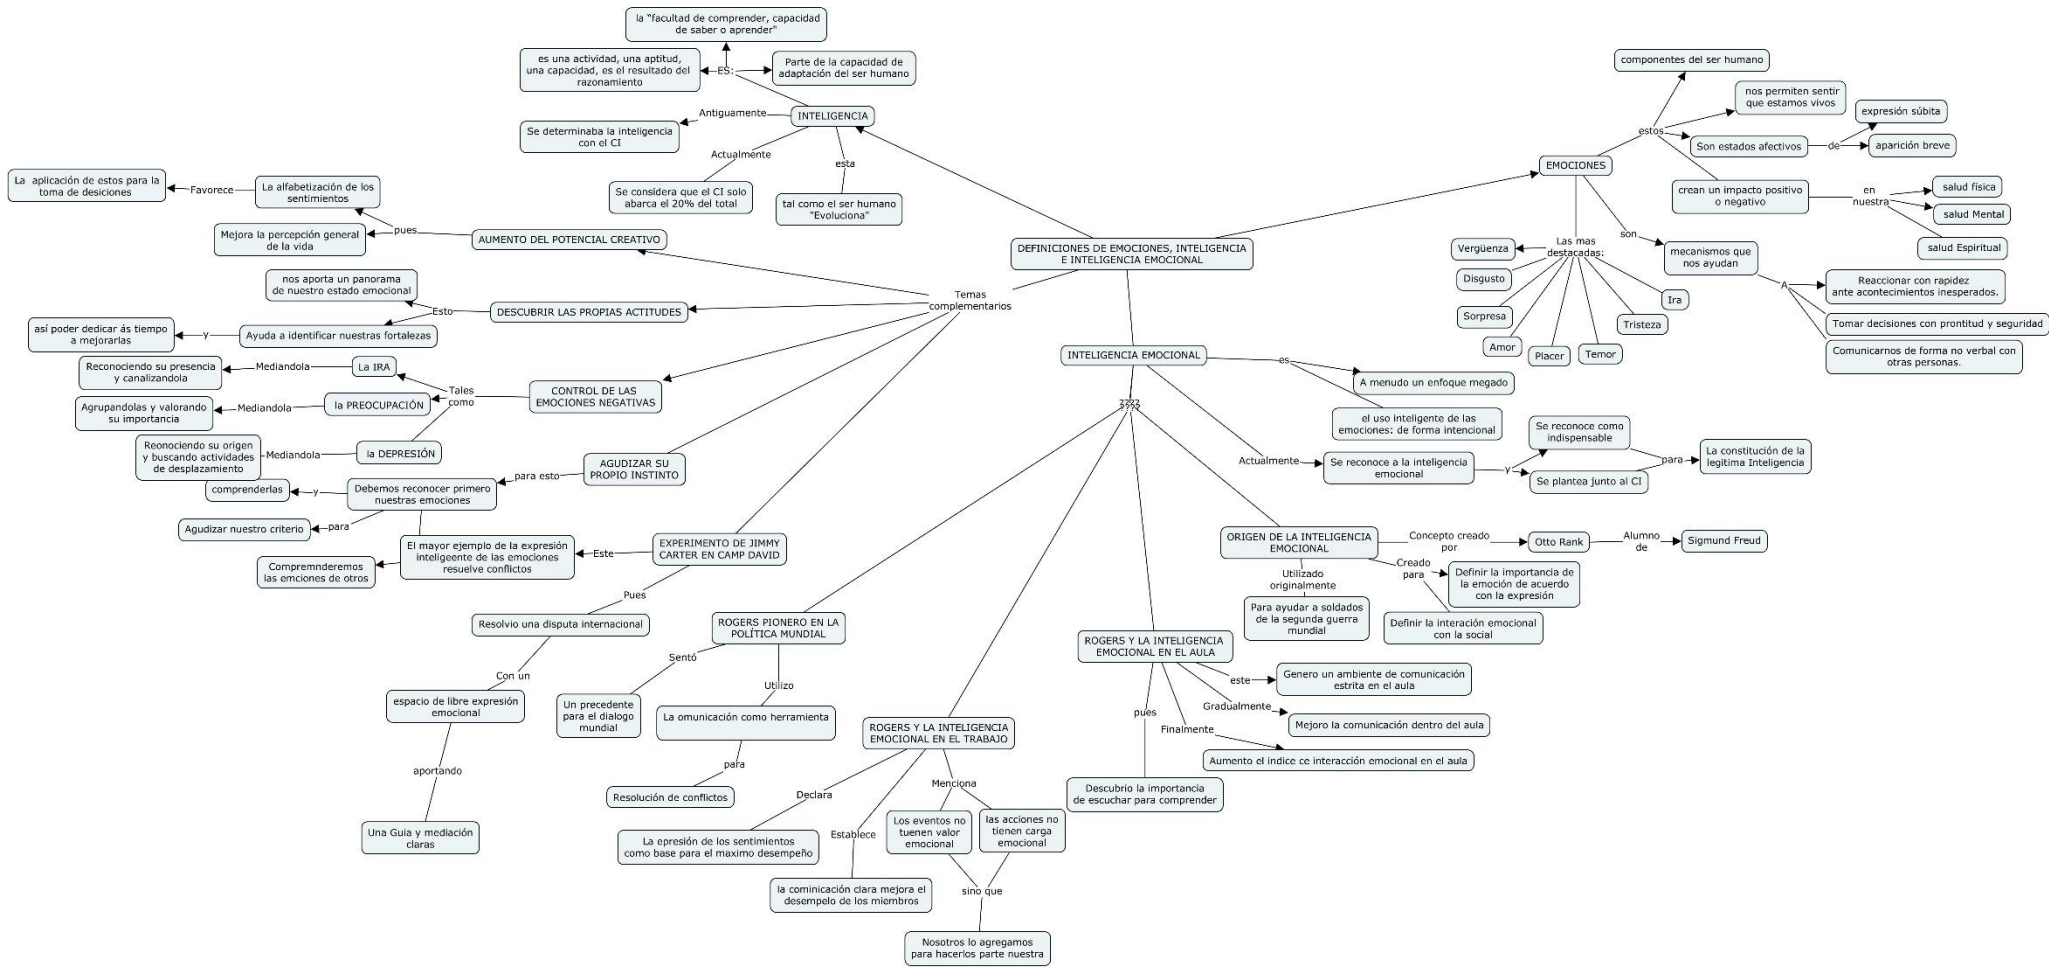 la “facultad de comprender, capacidad
de saber o aprender"
es una actividad, una aptitud,
una capacidad, es el resultado del
razonamiento
ES:
Parte de la capacidad de
adaptación del ser humano
INTELIGENCIA
Antiguamente
Se determinaba la inteligencia
con el CI
Actualmente
Se considera que el CI solo
abarca el 20% del total
esta
tal como el ser humano
"Evoluciona"
componentes del ser humano
nos permiten sentir
que estamos vivos
estos
expresión súbita
Son estados afectivos
de
aparición breve
EMOCIONES
crean un impacto positivo
o negativo
en
nuestra
salud física
salud Mental
salud Espiritual
son
mecanismos que
nos ayudan
A
Reaccionar con rapidez
ante acontecimientos inesperados.
Tomar decisiones con prontitud y seguridad
Comunicarnos de forma no verbal con
otras personas.
Las mas
destacadas:
Vergüenza
Disgusto
Sorpresa
Amor
Placer
Temor
Tristeza
Ira
DEFINICIONES DE EMOCIONES, INTELIGENCIA
E INTELIGENCIA EMOCIONAL
Temas
complementarios
La  aplicación de estos para la
toma de desiciones
Favorece
La alfabetización de los
sentimientos
Mejora la percepción general
de la vida
pues
AUMENTO DEL POTENCIAL CREATIVO
nos aporta un panorama
de nuestro estado emocional
Esto
DESCUBRIR LAS PROPIAS ACTITUDES
así poder dedicar ás tiempo
a mejorarlas
y
Ayuda a identificar nuestras fortalezas
Reconociendo su presencia
y canalizandola
Mediandola
La IRA
Tales
como
CONTROL DE LAS
EMOCIONES NEGATIVAS
Agrupandolas y valorando
su importancia
Mediandola
la PREOCUPACIÓN
Reonociendo su origen
y buscando actividades
de desplazamiento
Mediandola
la DEPRESIÓN
AGUDIZAR SU
PROPIO INSTINTO
para esto
Debemos reconocer primero
nuestras emociones
y
comprenderlas
para
Agudizar nuestro criterio
EXPERIMENTO DE JIMMY
CARTER EN CAMP DAVID
Este
El mayor ejemplo de la expresión
inteligeente de las emociones
resuelve conflictos
Compremnderemos
las emciones de otros
Pues
Resolvio una disputa internacional
Con un
espacio de libre expresión
emocional
aportando
Una Guia y mediación
claras
INTELIGENCIA EMOCIONAL
es
A menudo un enfoque megado
el uso inteligente de las
emociones: de forma intencional
Actualmente
Se reconoce a la inteligencia
emocional
y
Se reconoce como
indispensable
Se plantea junto al CI
para
La constitución de la
legitima Inteligencia
????
ORIGEN DE LA INTELIGENCIA
EMOCIONAL
Concepto creado
por
Otto Rank
Alumno
de
Sigmund Freud
Creado
para
Definir la importancia de
la emoción de acuerdo
con la expresión
Definir la interación emocional
con la social
Utilizado
originalmente
Para ayudar a soldados
de la segunda guerra
mundial
ROGERS PIONERO EN LA
POLÍTICA MUNDIAL
Sentó
Un precedente
para el dialogo
mundial
Utilizo
La omunicación como herramienta
para
Resolución de conflictos
ROGERS Y LA INTELIGENCIA
EMOCIONAL EN EL AULA
este
Genero un ambiente de comunicación
estrita en el aula
Gradualmente
Mejoro la comunicación dentro del aula
Finalmente
Aumento el indice ce interacción emocional en el aula
pues
Descubrio la importancia
de escuchar para comprender
ROGERS Y LA INTELIGENCIA
EMOCIONAL EN EL TRABAJO
Declara
La epresión de los sentimientos
como base para el maximo desempeño
Establece
la cominicación clara mejora el
desempelo de los miembros
Menciona
Los eventos no
tuenen valor
emocional
las acciones no
tienen carga
emocional
sino que
Nosotros lo agregamos
para hacerlos parte nuestra